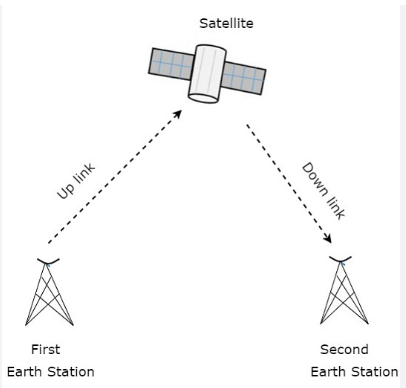 Satellite
Up link
Down link
First
Earth Station
Second
Earth Station